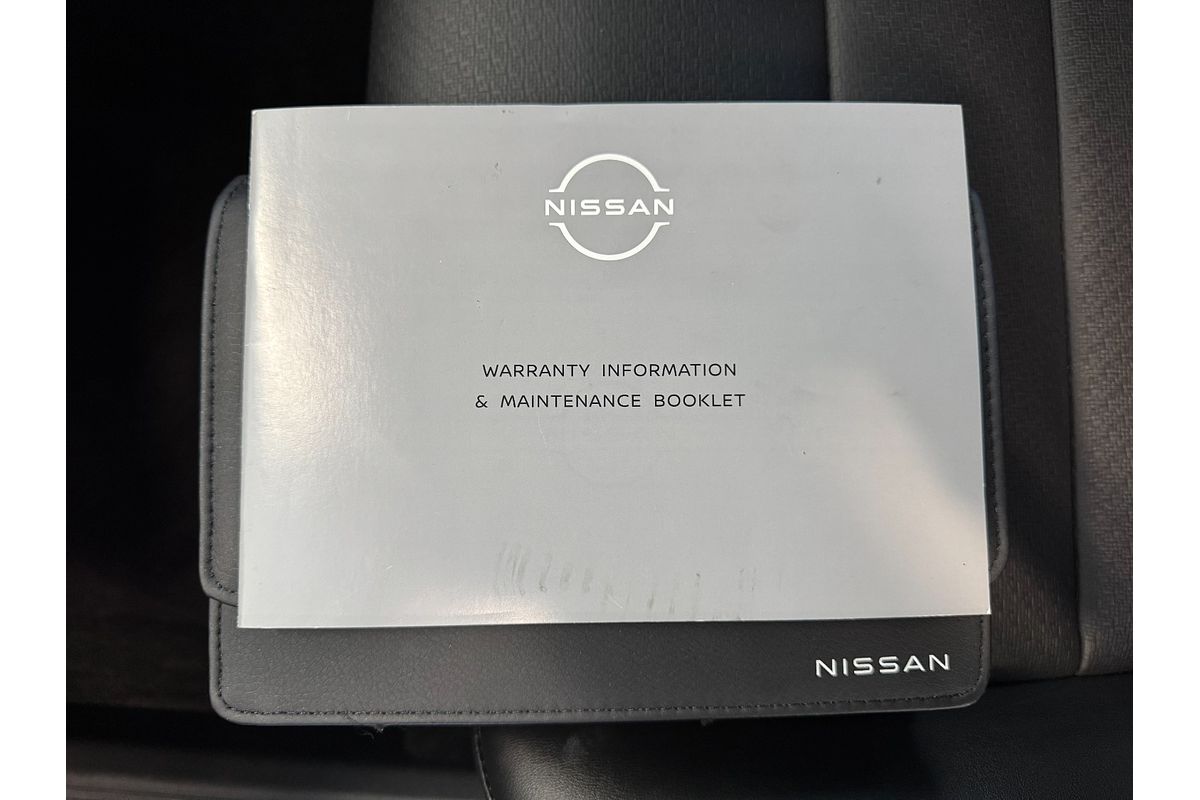 NISSAN
WARRANTY INFORMATION
& MAINTENANCE BOOKLET
NISSAN